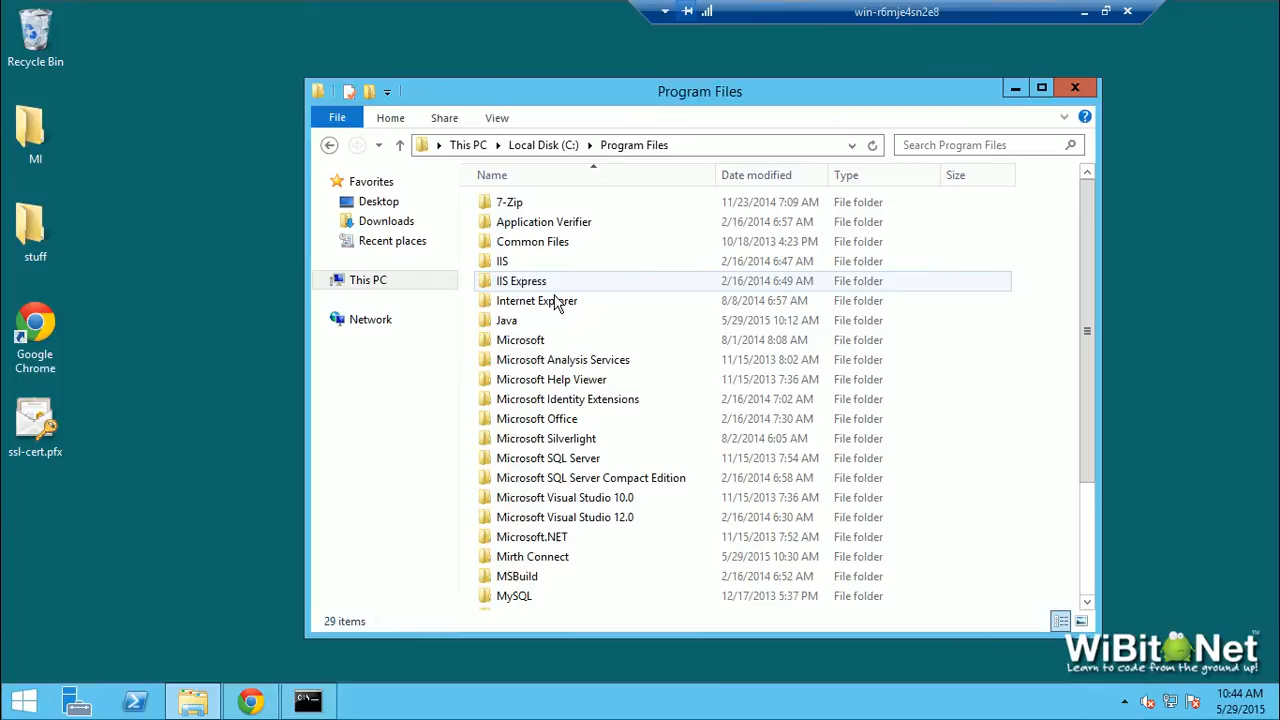 win-r6mje4sn2e8
Recycle Bin
MI
stuff
Google
Chrome
ssl-cert.pfx
Program Files
File Home Share View
This PC Local Disk (C:) Program Files Search Program Files
Favorites
Desktop
Downloads
Recent places
This PC
Network
Name Date modified Type Size
7-Zip 11/23/2014 7:09 AM File folder
Application Verifier 2/16/2014 6:57 AM File folder
Common Files 10/18/2013 4:23 PM File folder
IIS 2/16/2014 6:47 AM File folder
IIS Express 2/16/2014 6:49 AM File folder
Internet Explorer 8/8/2014 6:57 AM File folder
Java 5/29/2015 10:12 AM File folder
Microsoft 8/1/2014 8:08 AM File folder
Microsoft Analysis Services 11/15/2013 8:02 AM File folder
Microsoft Help Viewer 11/15/2013 7:36 AM File folder
Microsoft Identity Extensions 2/16/2014 7:02 AM File folder
Microsoft Office 2/16/2014 7:30 AM File folder
Microsoft Silverlight 8/2/2014 6:05 AM File folder
Microsoft SQL Server 11/15/2013 7:54 AM File folder
Microsoft SQL Server Compact Edition 2/16/2014 6:58 AM File folder
Microsoft Visual Studio 10.0 11/15/2013 7:36 AM File folder
Microsoft Visual Studio 12.0 2/16/2014 6:30 AM File folder
Microsoft.NET 11/15/2013 7:52 AM File folder
Mirth Connect 5/29/2015 10:30 AM File folder
MSBuild 2/16/2014 6:52 AM File folder
MySQL 12/17/2013 5:37 PM File folder
29 items
WiBit Net
Learn to code from the ground up!
10:44 AM
5/29/2015